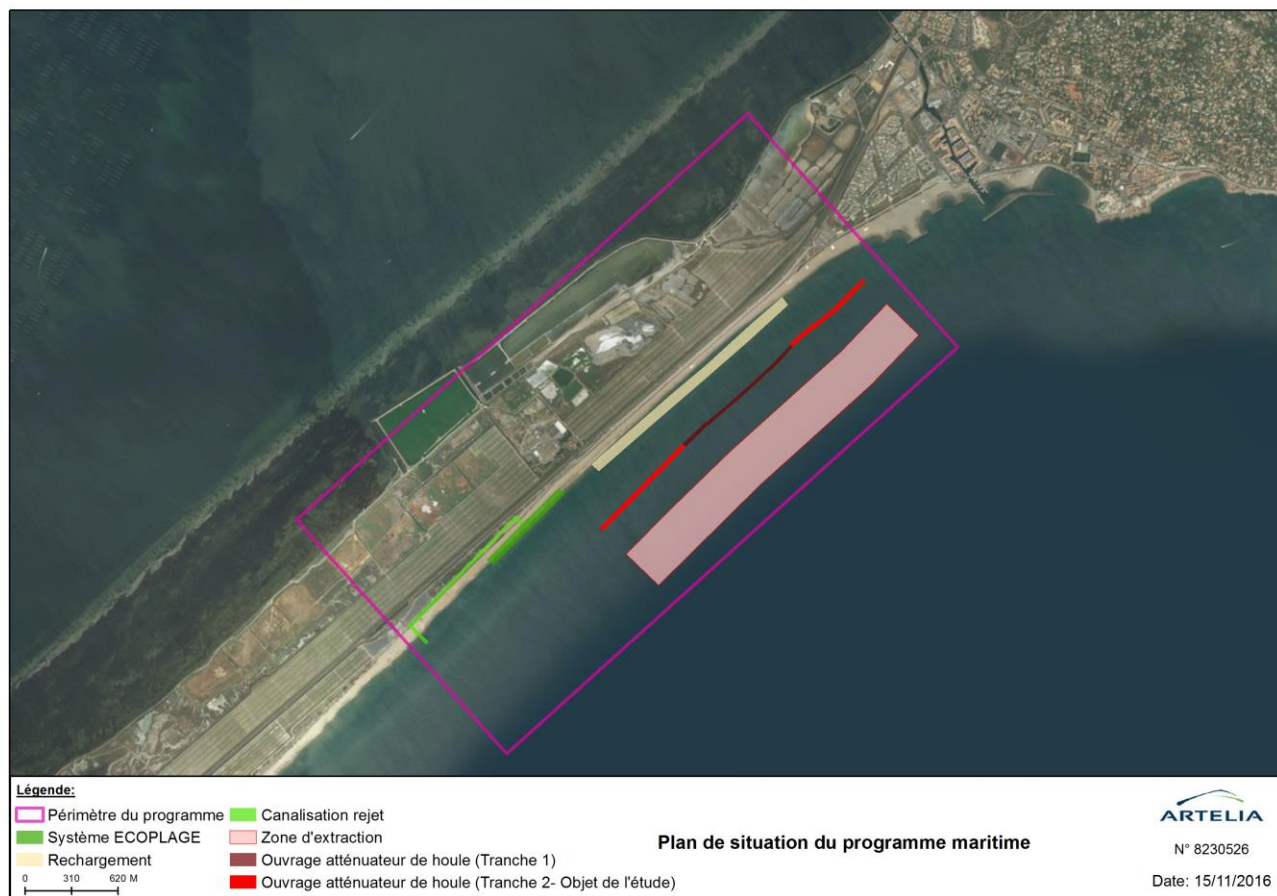 Légende:
Périmètre du programme
Système ECOPLAGE
Rechargement
0 310 620 M
Canalisation rejet
Zone d'extraction
Ouvrage atténuateur de houle (Tranche 1)
Ouvrage atténuateur de houle (Tranche 2- Objet de l'étude)
Plan de situation du programme maritime
ARTELIA
N° 8230526
Date: 15/11/2016